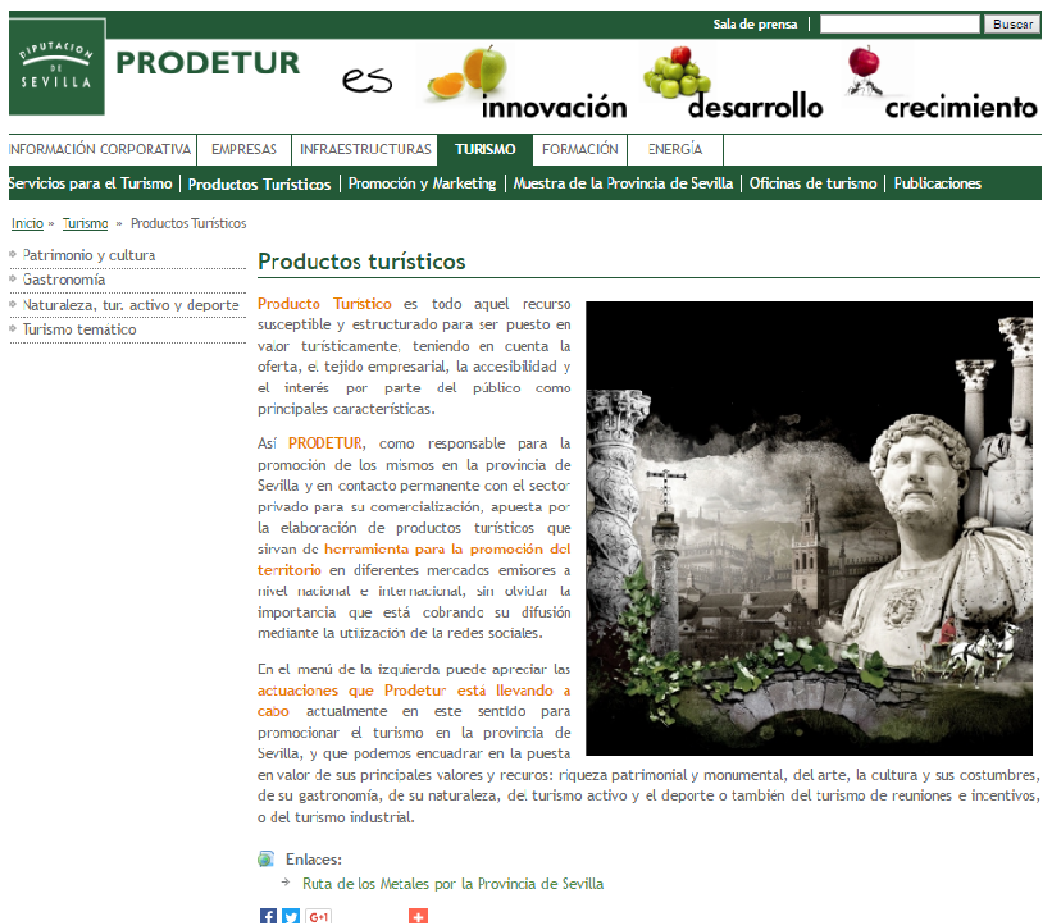 Sala de prensa |
Buscar
DIPUTACION
DE
SEVILLA
PRODETUR
es
innovación
desarrollo
crecimiento
INFORMACIÓN CORPORATIVA
EMPRESAS
INFRAESTRUCTURAS
TURISMO
FORMACIÓN
ENERGÍA
Servicios para el Turismo | Productos Turísticos | Promoción y Marketing | Muestra de la Provincia de Sevilla | Oficinas de turismo | Publicaciones
Inicio » Turismo » Productos Turísticos
Patrimonio y cultura
Gastronomía
Naturaleza, tur. activo y deporte
Turismo temático
Productos turísticos
Producto Turístico es todo aquel recurso
susceptible y estructurado para ser puesto en
valor turísticamente, teniendo en cuenta la
oferta, el tejido empresarial, la accesibilidad y
el interés por parte del público como
principales características.
Así PRODETUR, como responsable para la
promoción de los mismos en la provincia de
Sevilla y en contacto permanente con el sector
privado para su comercialización, apuesta por
la elaboración de productos turísticos que
sirvan de herramienta para la promoción del
territorio en diferentes mercados emisores a
nivel nacional e internacional, sin olvidar la
importancia que está cobrando su difusión
mediante la utilización de la redes sociales.
En el menú de la izquierda puede apreciar las
actuaciones que Prodetur está llevando a
cabo actualmente en este sentido para
promocionar el turismo en la provincia de
Sevilla, y que podemos encuadrar en la puesta
en valor de sus principales valores y recuros: riqueza patrimonial y monumental, del arte, la cultura y sus costumbres,
de su gastronomía, de su naturaleza, del turismo activo y el deporte o también del turismo de reuniones e incentivos,
o del turismo industrial.
Enlaces:
Ruta de los Metales por la Provincia de Sevilla
G+1